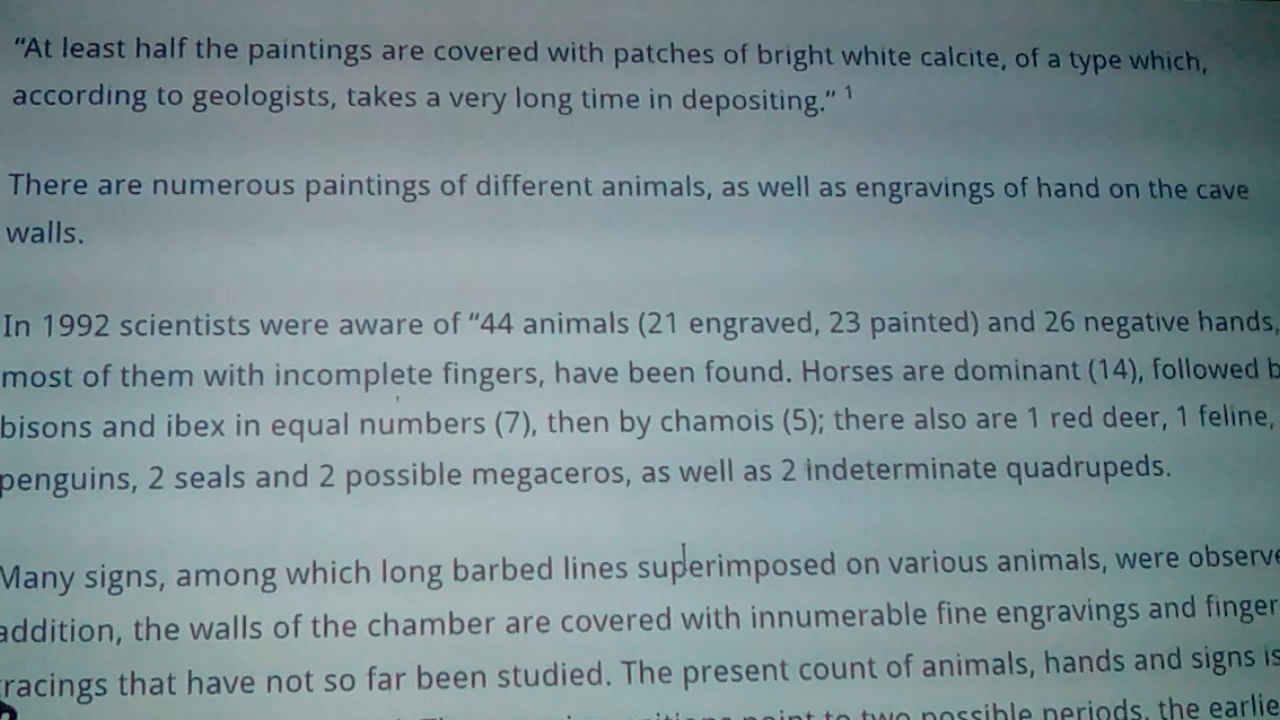 “At least half the paintings are covered with patches of bright white calcite, of a type which,
according to geologists, takes a very long time in depositing.” 1
There are numerous paintings of different animals, as well as engravings of hand on the cave
walls.
In 1992 scientists were aware of “44 animals (21 engraved, 23 painted) and 26 negative hands,
most of them with incomplete fingers, have been found. Horses are dominant (14), followed
bisons and ibex in equal numbers (7), then by chamois (5); there also are 1 red deer, 1 feline,
penguins, 2 seals and 2 possible megaceros, as well as 2 indeterminate quadrupeds.
Many signs, among which long barbed lines superimposed on various animals, were
addition, the walls of the chamber are covered with innumerable fine engravings and finger
that have not so far been studied. The present count of animals, hands and signs is
point to two possible periods, the